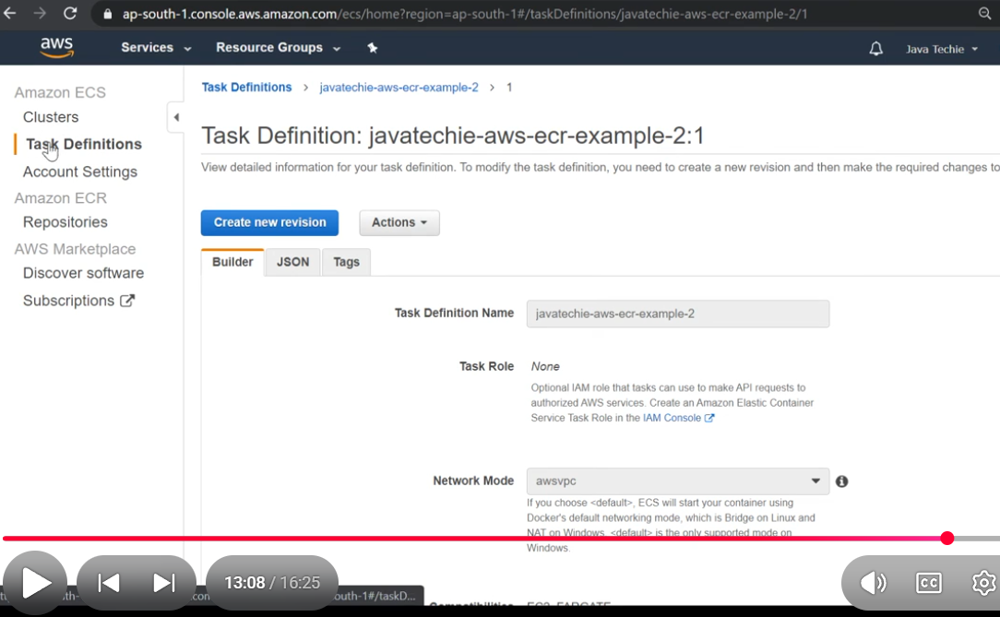 ap-south-1.console.aws.amazon.com/ecs/home?region=ap-south-1#/taskDefinitions/javatechie-aws-ecr-example-2/1
aws
Services
Resource Groups
Java Techie
Amazon ECS
Clusters
Task Definitions
Account Settings
Amazon ECR
Repositories
AWS Marketplace
Discover software
Subscriptions
Task Definitions > javatechie-aws-ecr-example-2 > 1
Task Definition: javatechie-aws-ecr-example-2:1
View detailed information for your task definition. To modify the task definition, you need to create a new revision and then make the required changes to
Create new revision
Actions
Builder
JSON
Tags
Task Definition Name
javatechie-aws-ecr-example-2
Task Role
None
Optional IAM role that tasks can use to make API requests to
authorized AWS services. Create an Amazon Elastic Container
Service Task Role in the IAM Console
Network Mode
awsvpc
If you choose <default>, ECS will start your container using
Docker's default networking mode, which is Bridge on Linux and
NAT on Windows. <default> is the only supported mode on
Windows.
13:08 / 16:25
outh-1#/taskD...
CC
Compatibilities
EC2, FARGATE